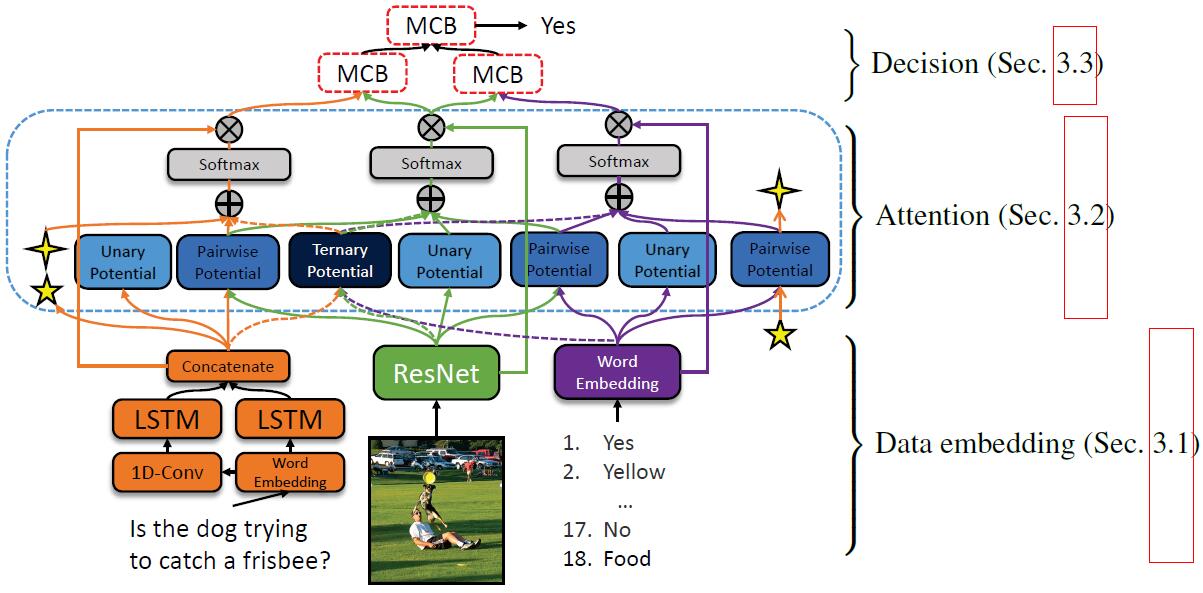 MCB
Yes
MCB
MCB
Decision (Sec. 3.3)
Softmax
Softmax
Softmax
Attention (Sec. 3.2)
Unary
Potential
Pairwise
Potential
Ternary
Potential
Unary
Potential
Pairwise
Potential
Unary
Potential
Pairwise
Potential
Concatenate
ResNet
Word
Embedding
LSTM
LSTM
1D-Conv
Word
Embedding
Data embedding (Sec. 3.1)
1. Yes
2. Yellow
...
17. No
18. Food
Is the dog trying
to catch a frisbee?